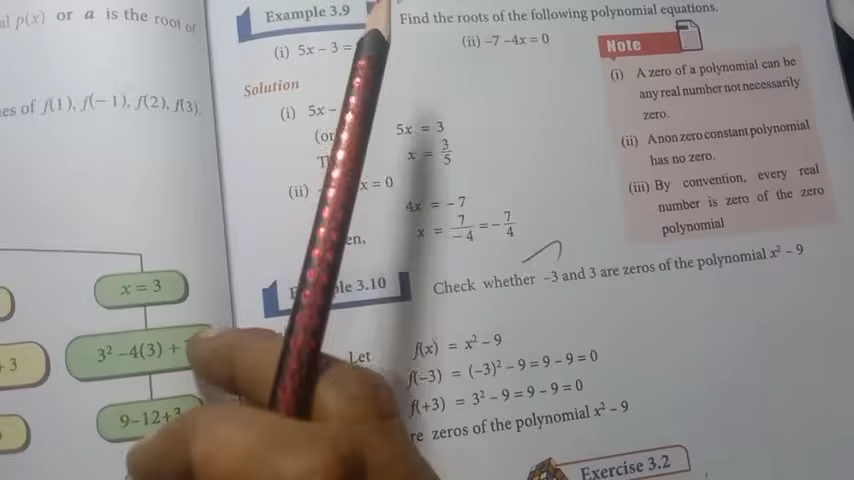 al p(x) or a is the root of
es of f(1), f(−1), f(2), f(3).
x = 3
3² −4(3) +
+ 3
9−12+3
Example 3.9
Find the roots of the following polynomial equations.
(i) 5x − 3 =
(ii) −7 −4x = 0
Solution
(i) 5x −
(or
5x = 3
x = 3/5
(ii)
x = 0
4x = −7
en,
x = 7/−4 = −7/4
Note
(i) A zero of a polynomial can be
any real number not necessarily
zero.
(ii) A non zero constant polynomial
has no zero.
(iii) By convention, every real
number is zero of the zero
polynomial
le 3.10
Check whether −3 and 3 are zeros of the polynomial x² − 9
Let
f(x) = x² − 9
f(−3) = (−3)² − 9 = 9 − 9 = 0
f(+3) = 3² − 9 = 9 − 9 = 0
re zeros of the polynomial x² − 9
Exercise 3.2